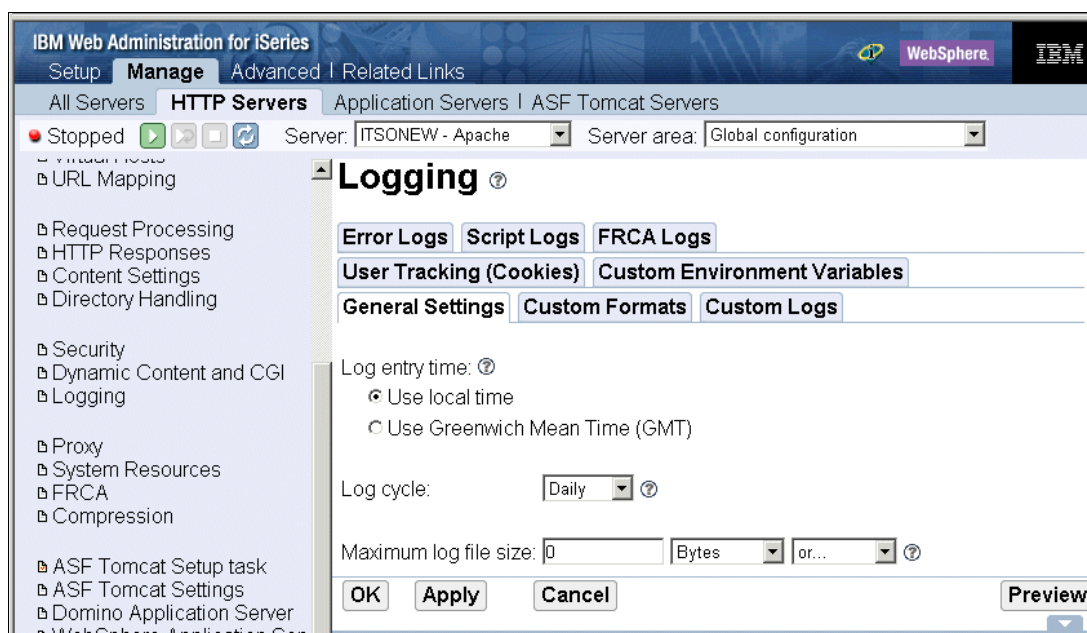 IBM Web Administration for iSeries
WebSphere.
IBM
Setup Manage Advanced | Related Links
All Servers HTTP Servers Application Servers | ASF Tomcat Servers
Stopped Server: ITSONEW - Apache Server area: Global configuration
Virtual Hosts
URL Mapping
Request Processing
HTTP Responses
Content Settings
Directory Handling
Security
Dynamic Content and CGI
Logging
Proxy
System Resources
FRCA
Compression
ASF Tomcat Setup task
ASF Tomcat Settings
Domino Application Server
Logging
Error Logs Script Logs FRCA Logs
User Tracking (Cookies) Custom Environment Variables
General Settings Custom Formats Custom Logs
Log entry time:
Use local time
Use Greenwich Mean Time (GMT)
Log cycle: Daily
Maximum log file size: 0 Bytes or...
OK Apply Cancel Preview